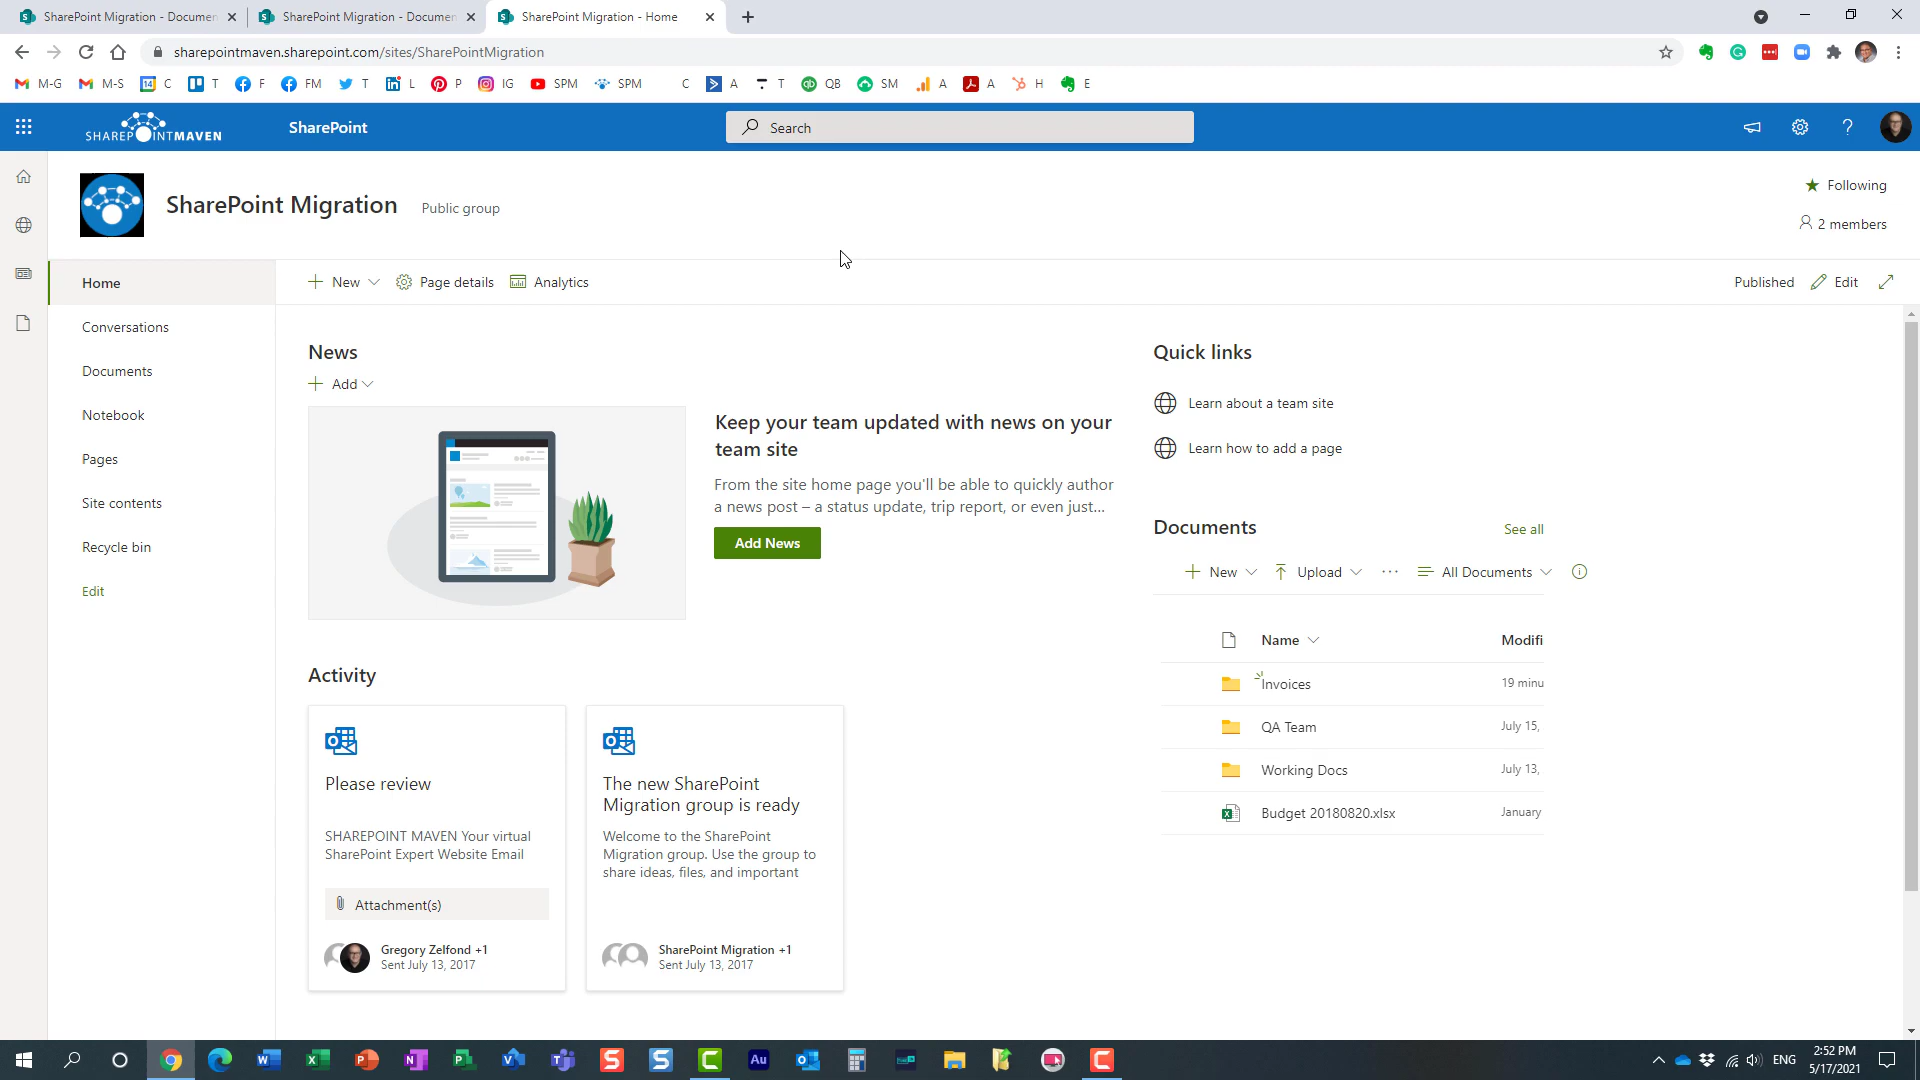 SharePoint Migration - Documen
SharePoint Migration - Documen
SharePoint Migration - Home
sharepointmaven.sharepoint.com/sites/SharePointMigration
M-G M-S C T F FM T L P IG SPM SPM C A T QB SM A A H E
SHAREPOINTMAVEN
SharePoint
Search
SharePoint Migration
Public group
Following
2 members
Home
Conversations
Documents
Notebook
Pages
Site contents
Recycle bin
Edit
New
Page details
Analytics
Published
Edit
News
Add
Keep your team updated with news on your
team site
From the site home page you'll be able to quickly author
a news post – a status update, trip report, or even just...
Add News
Quick links
Learn about a team site
Learn how to add a page
Documents
See all
New
Upload
All Documents
Name
Modifi
Invoices
19 minu
QA Team
July 15,
Working Docs
July 13,
Budget 20180820.xlsx
January
Activity
Please review
SHAREPOINT MAVEN Your virtual
SharePoint Expert Website Email
Attachment(s)
Gregory Zelfond +1
Sent July 13, 2017
The new SharePoint
Migration group is ready
Welcome to the SharePoint
Migration group. Use the group to
share ideas, files, and important
SharePoint Migration +1
Sent July 13, 2017
ENG
2:52 PM
5/17/2021